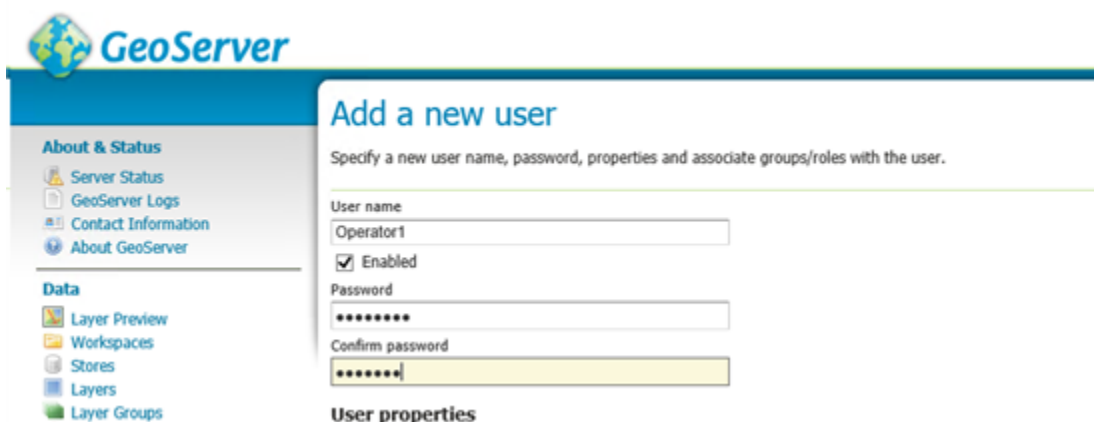 GeoServer
Add a new user
Specify a new user name, password, properties and associate groups/roles with the user.
About & Status
Server Status
GeoServer Logs
Contact Information
About GeoServer
Data
Layer Preview
Workspaces
Stores
Layers
Layer Groups
User name
Operator1
Enabled
Password
••••••••
Confirm password
•••••••
User properties